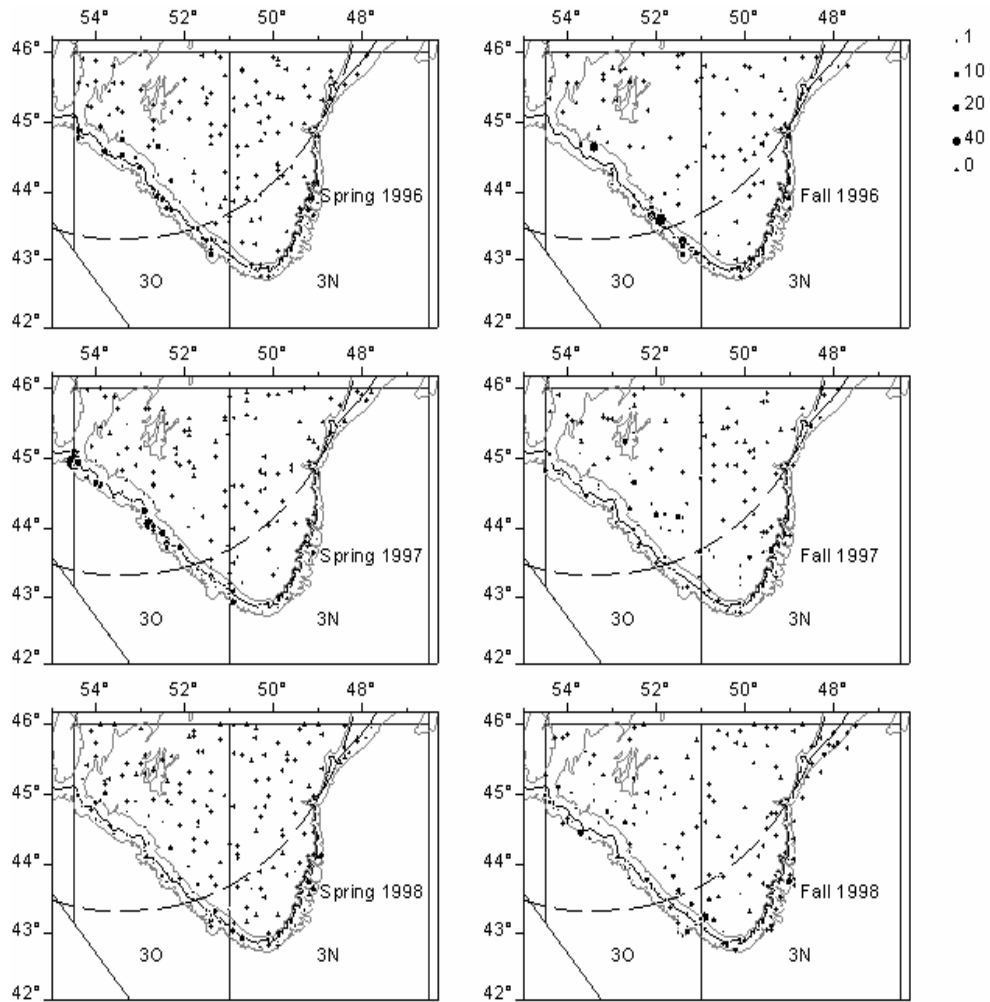 54° 52° 50° 48° 54° 52° 50° 48°
46° 46° . 1
45° 45° 10
44° Spring 1996 44° Fall 1996 20
43° 43° 40
3O 3N 3O 3N 0
42° 42°
54° 52° 50° 48° 54° 52° 50° 48°
46° 46°
45° 45°
44° Spring 1997 44° Fall 1997
43° 43°
3O 3N 3O 3N
42° 42°
54° 52° 50° 48° 54° 52° 50° 48°
46° 46°
45° 45°
44° Spring 1998 44° Fall 1998
43° 43°
3O 3N 3O 3N
42° 42°